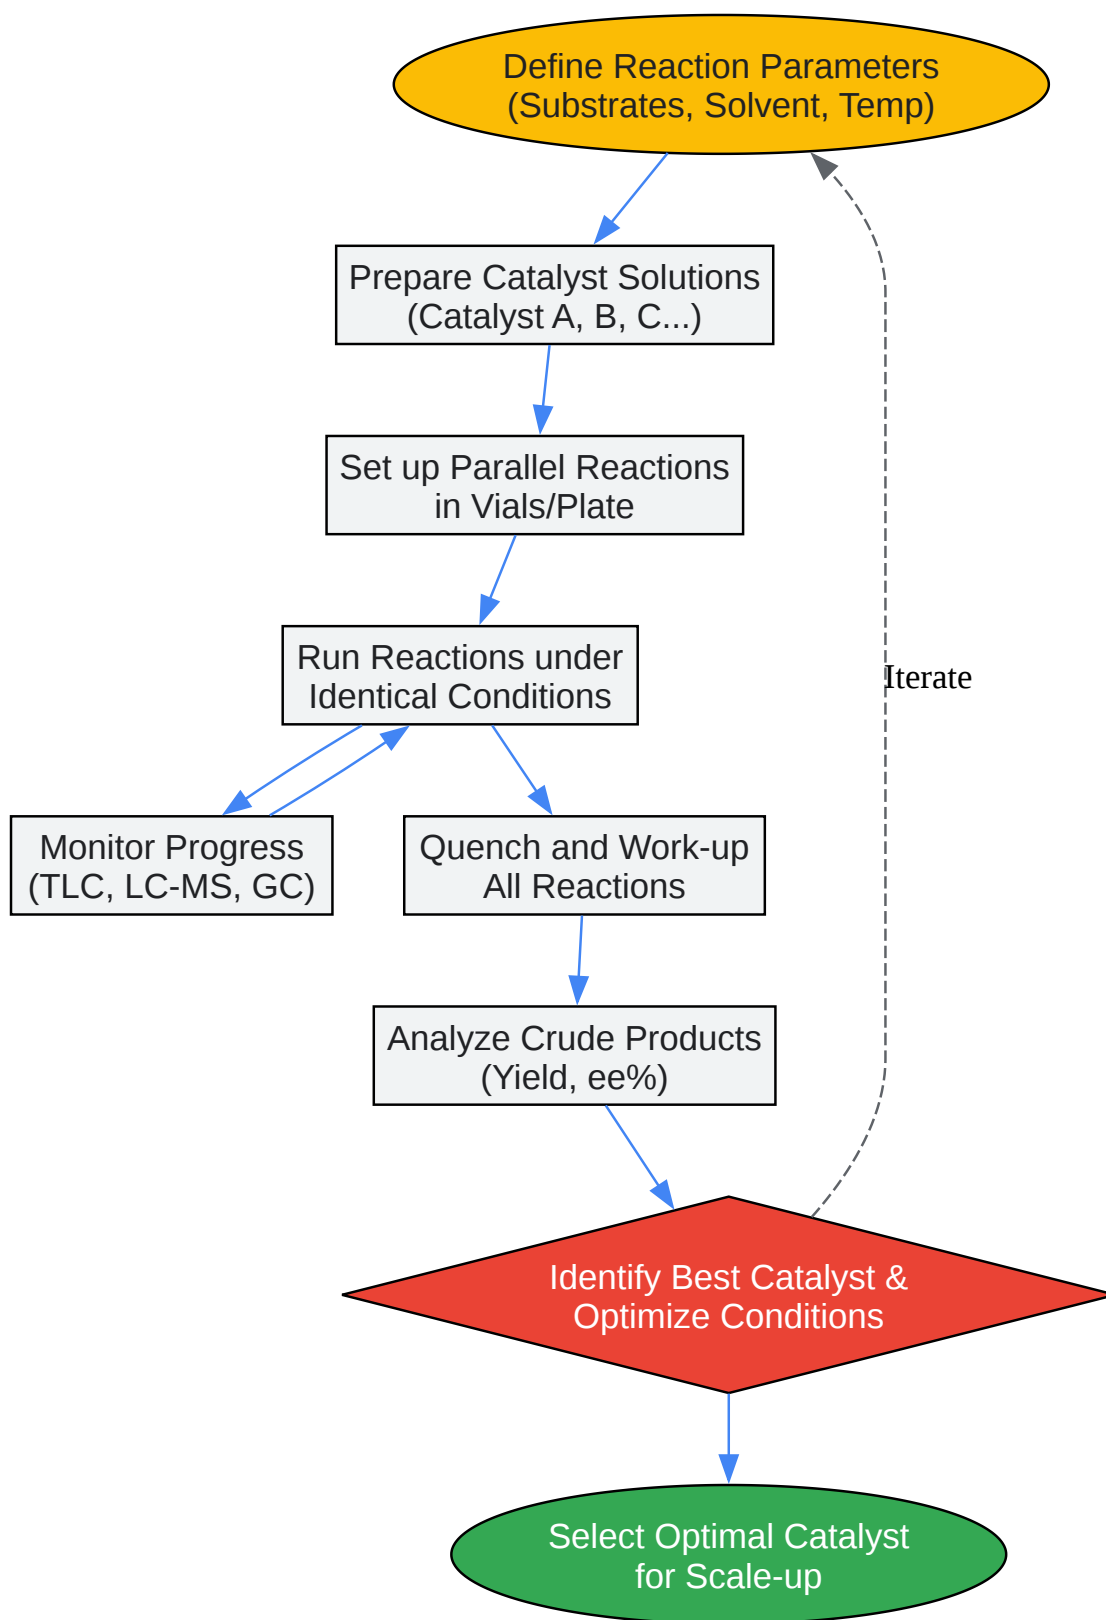 Define Reaction Parameters
(Substrates, Solvent, Temp)
Prepare Catalyst Solutions
(Catalyst A, B, C...)
Set up Parallel Reactions
in Vials/Plate
Run Reactions under
Identical Conditions
Iterate
Monitor Progress
(TLC, LC-MS, GC)
Quench and Work-up
All Reactions
Analyze Crude Products
(Yield, ee%)
Identify Best Catalyst &
Optimize Conditions
Select Optimal Catalyst
for Scale-up